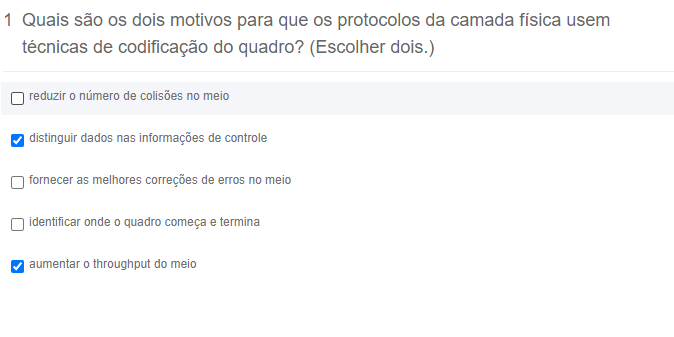 1 Quais são os dois motivos para que os protocolos da camada física usem
técnicas de codificação do quadro? (Escolher dois.)
reduzir o número de colisões no meio
distinguir dados nas informações de controle
fornecer as melhores correções de erros no meio
identificar onde o quadro começa e termina
aumentar o throughput do meio